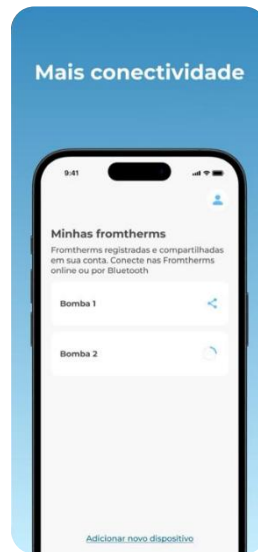 Mais conectividade
9:41
Minhas fromtherms
Fromtherms registradas e compartilhadas
em sua conta. Conecte nas Fromtherms
online ou por Bluetooth
Bomba 1
Bomba 2
Adicionar novo dispositivo